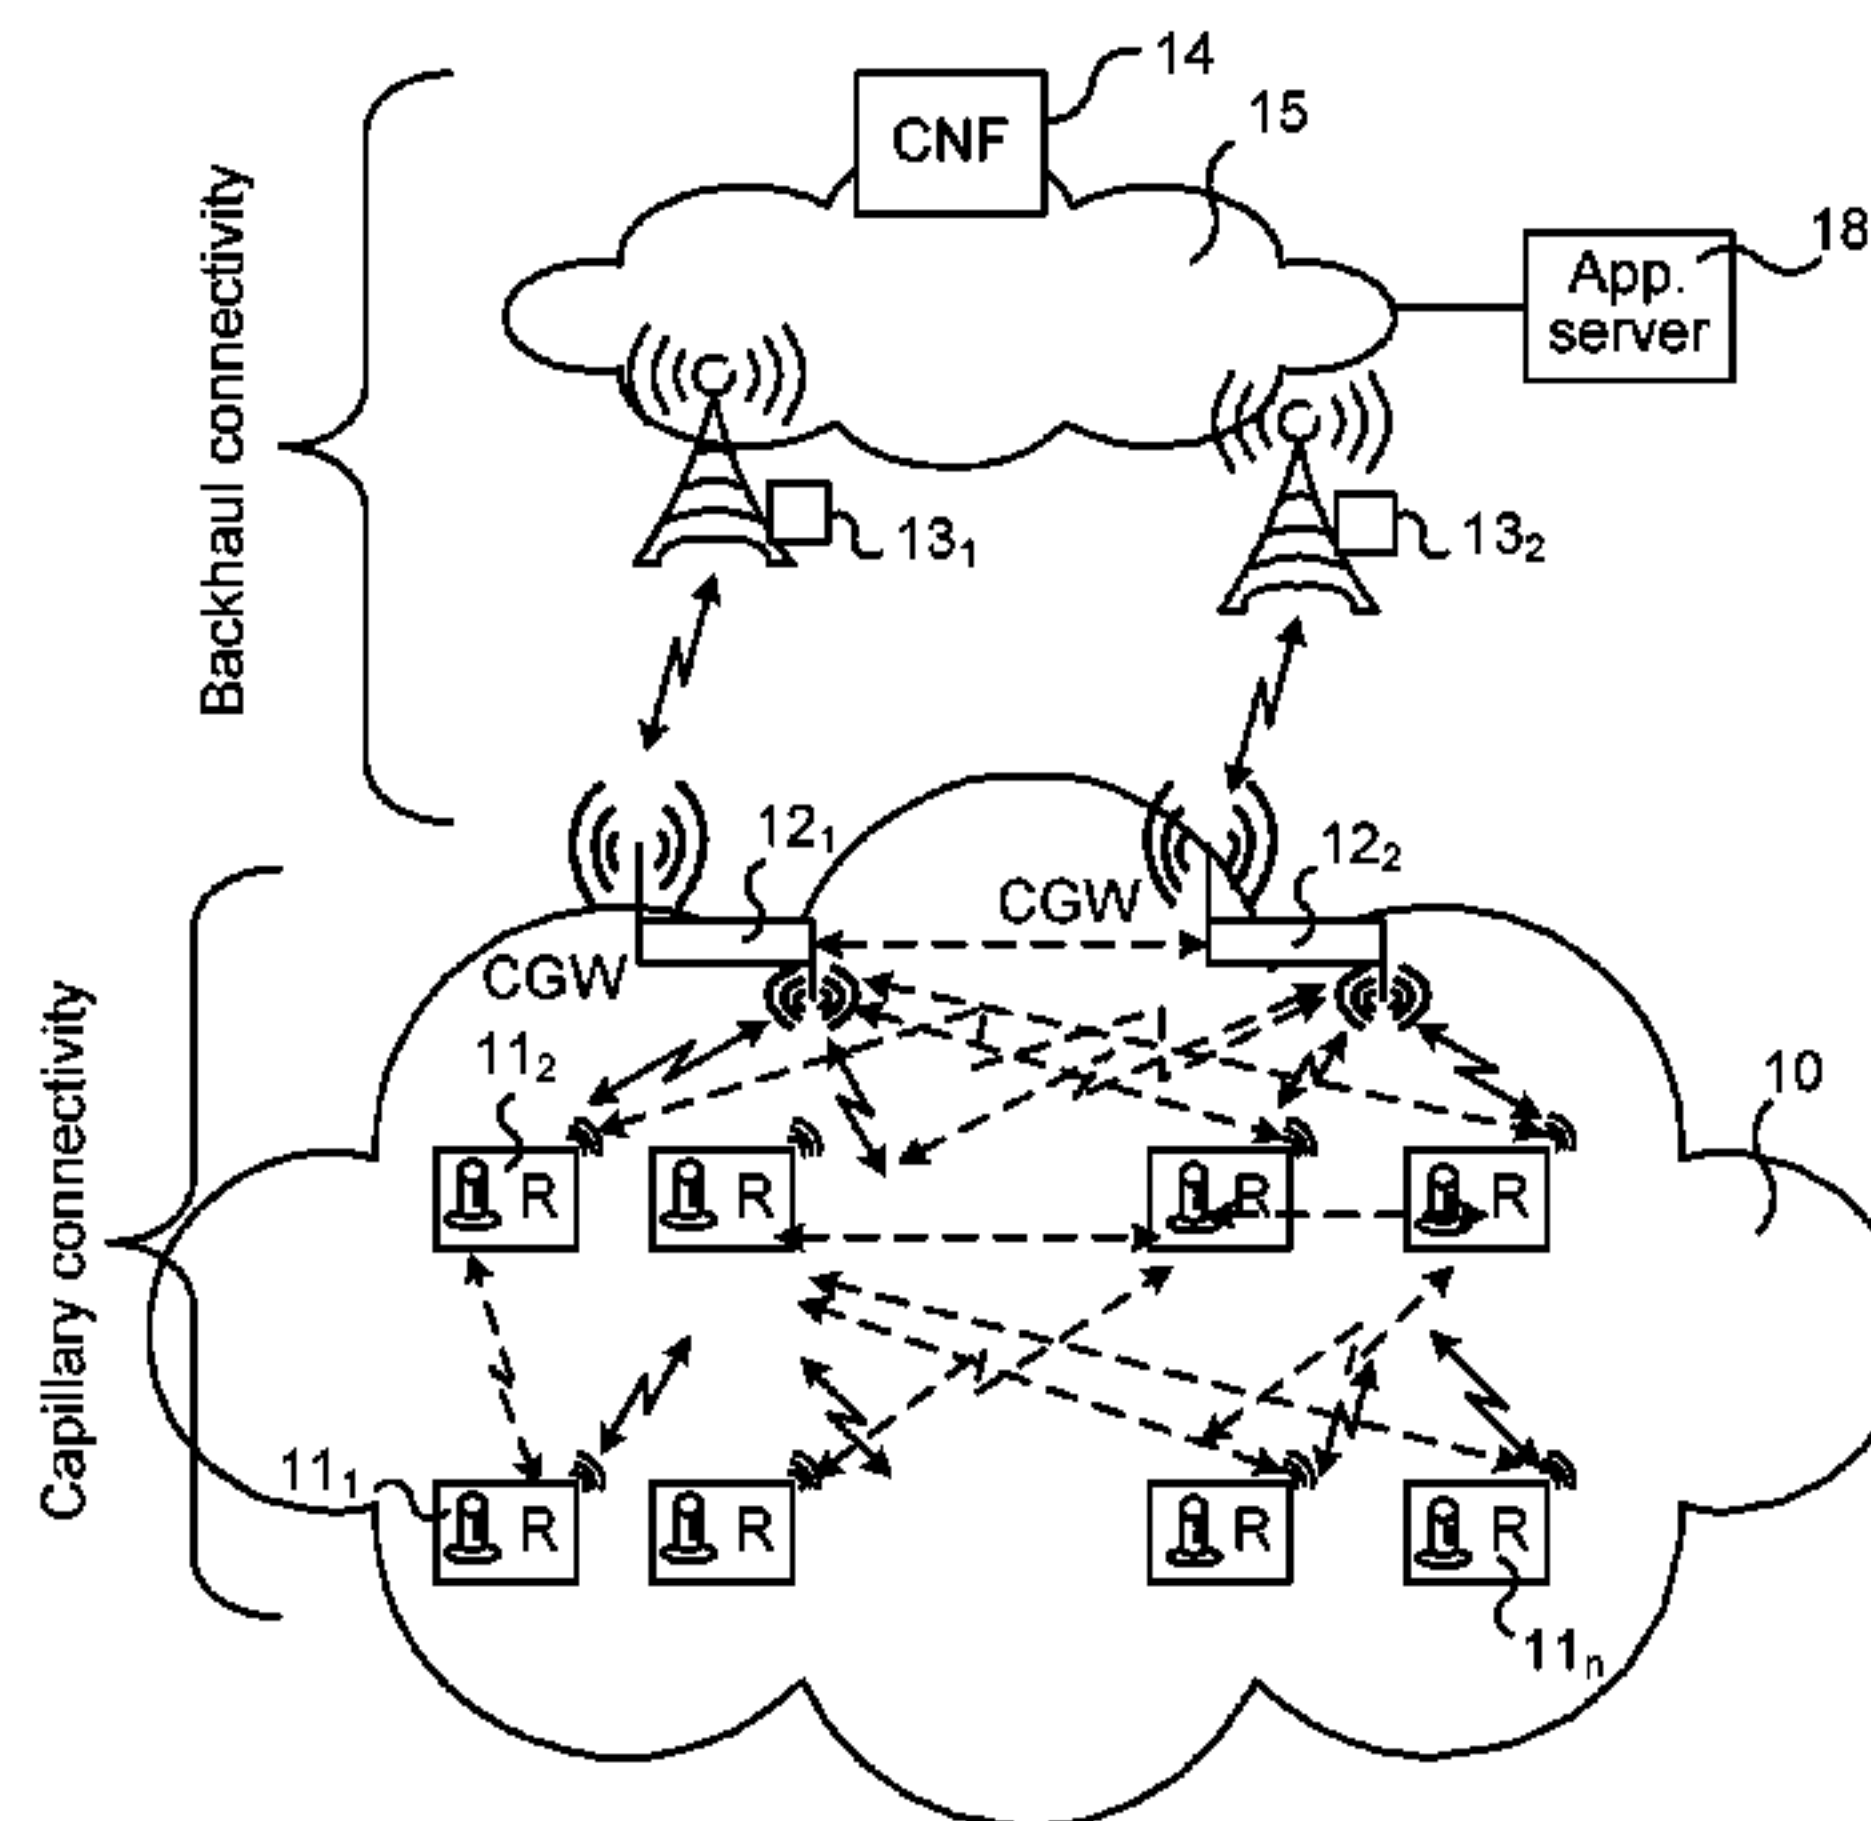 14
CNF
15
18
App.
server
Backhaul connectivity
13₁
13₂
12₁
12₂
CGW
CGW
Capillary connectivity
11₂
10
R
R
R
R
11₁
R
R
R
R
11ₙ